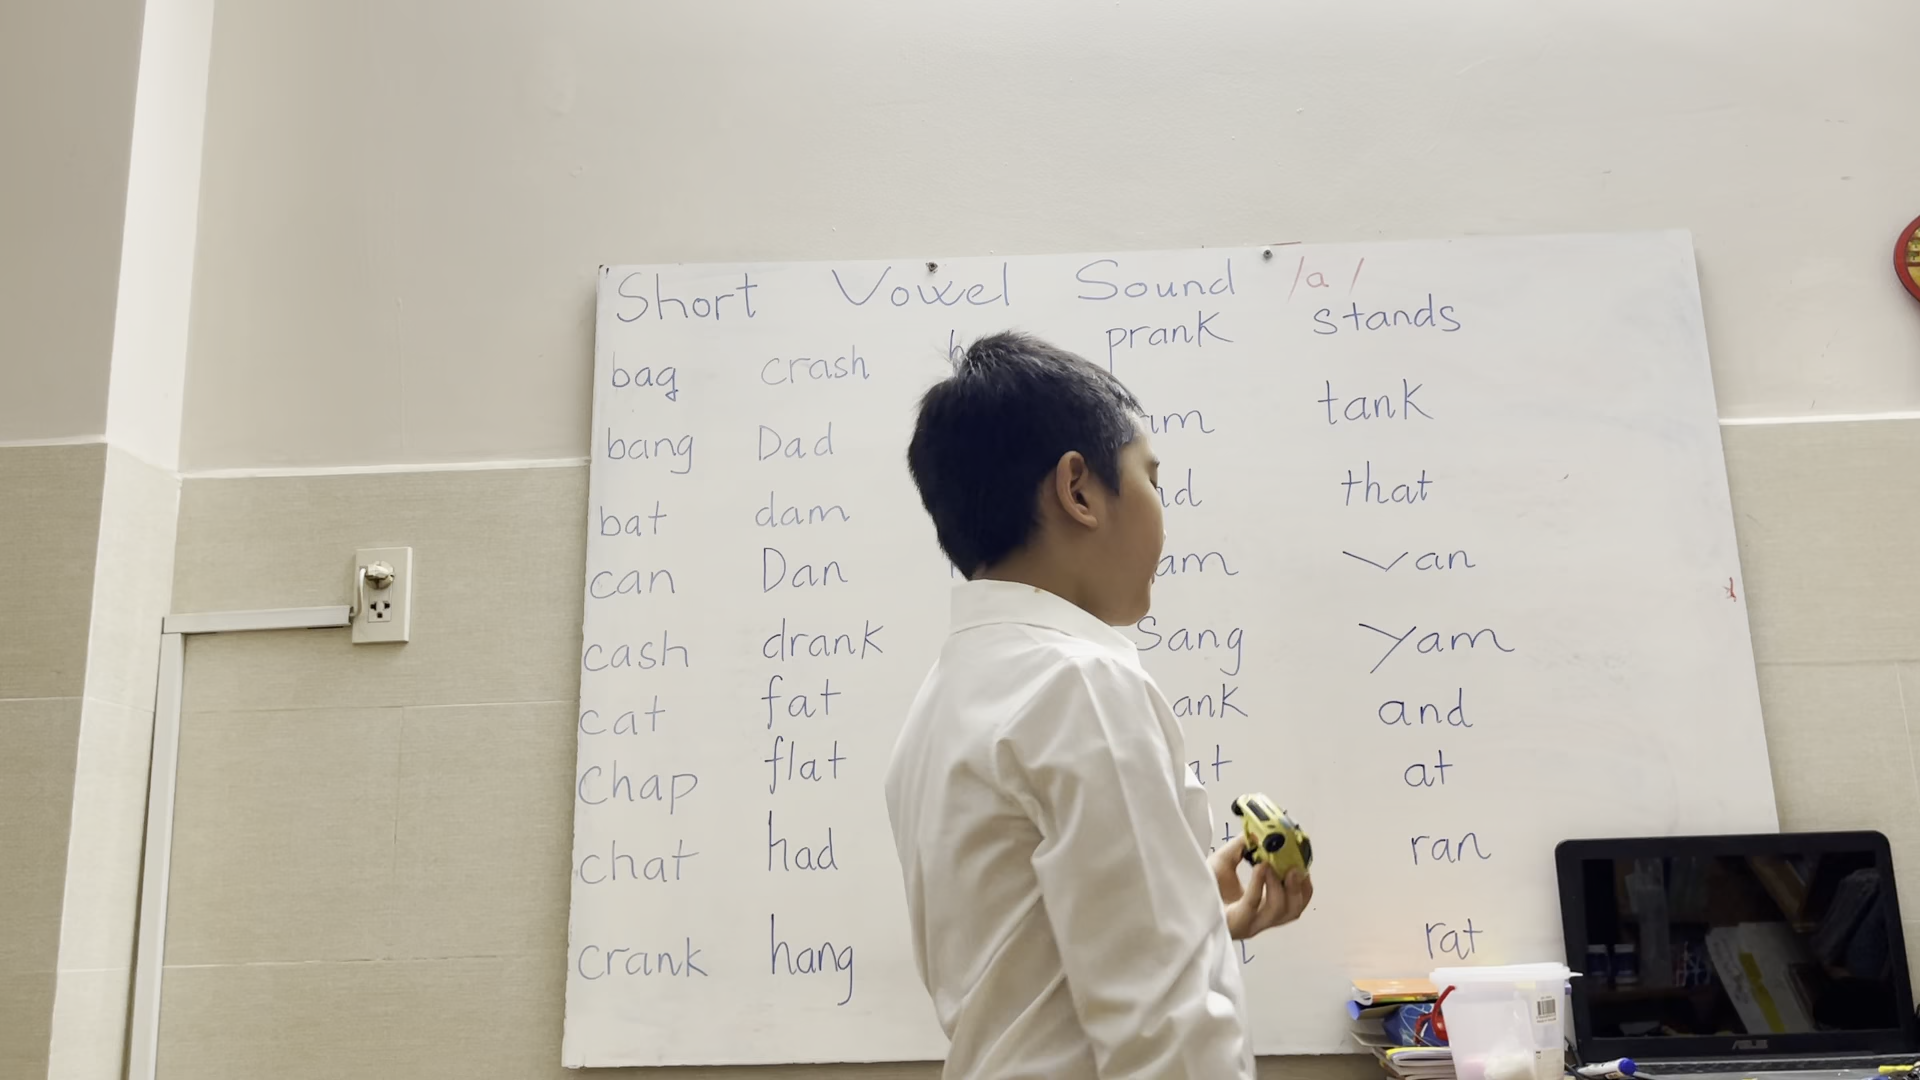 Short Vowel Sound /a/
bag crash prank stands
bang Dad tank
bat dam that
can Dan van
cash drank Sang yam
cat fat and
Chap flat at
chat had ran
crank hang rat
ASUS